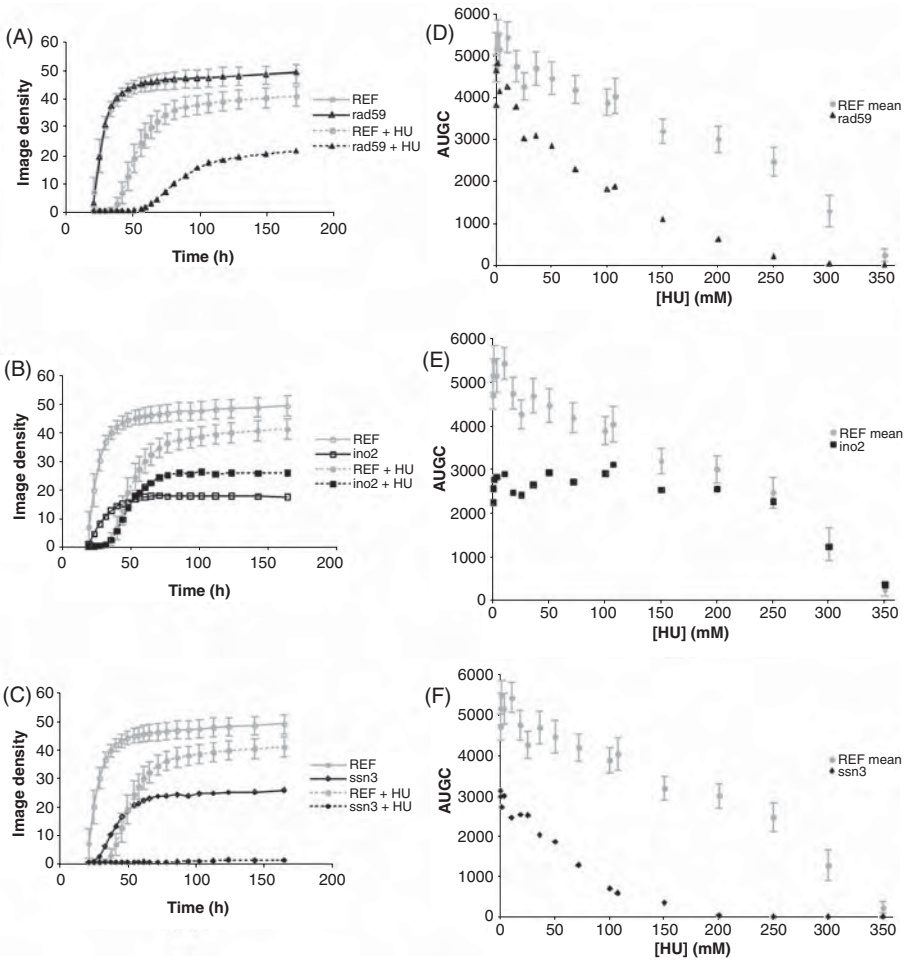 (A)
60
50
40
30
20
10
0
Image density
0 50 100 150 200
Time (h)
REF
rad59
REF + HU
rad59 + HU
(D)
6000
5000
4000
3000
2000
1000
0
AUGC
0 50 100 150 200 250 300 350
[HU] (mM)
REF mean
rad59
(B)
60
50
40
30
20
10
0
Image density
0 50 100 150 200
Time (h)
REF
ino2
REF + HU
ino2 + HU
(E)
6000
5000
4000
3000
2000
1000
0
AUGC
0 50 100 150 200 250 300 350
[HU] (mM)
REF mean
ino2
(C)
60
50
40
30
20
10
0
Image density
0 50 100 150 200
Time (h)
REF
ssn3
REF + HU
ssn3 + HU
(F)
6000
5000
4000
3000
2000
1000
0
AUGC
0 50 100 150 200 250 300 350
[HU] (mM)
REF mean
ssn3